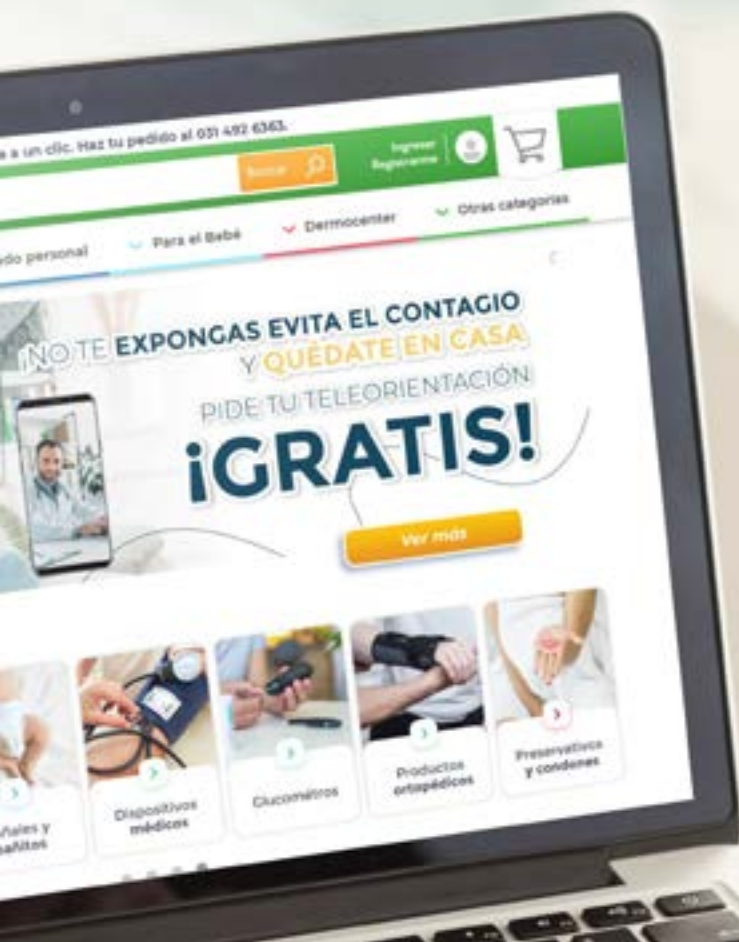 a un clic. Haz tu pedido al 031 492 6363.
Buscar
Ingresar
Registrarme
personal
Para el Bebé
Dermocenter
Otras categorías
¡NO TE EXPONGAS EVITA EL CONTAGIO
Y QUÉDATE EN CASA
PIDE TU TELEORIENTACIÓN
¡GRATIS!
Ver más
Dispositivos
médicos
Glucométros
Productos
ortopédicos
Preservativos
y condones